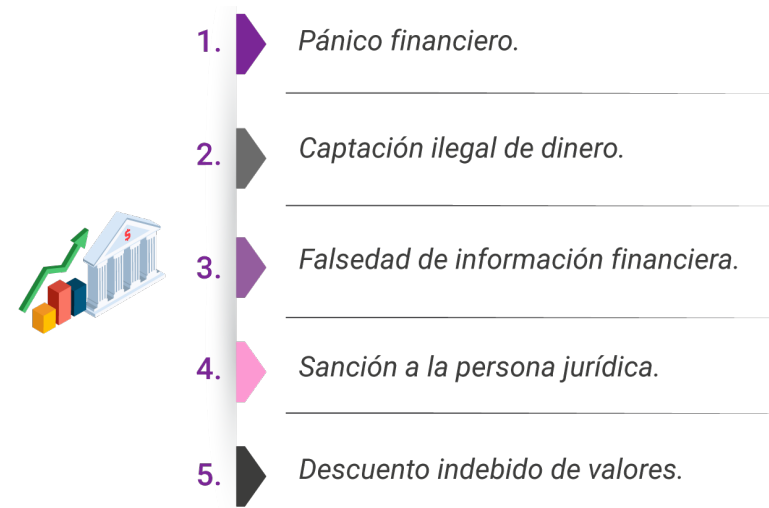 1. Pánico financiero.
2. Captación ilegal de dinero.
3. Falsedad de información financiera.
4. Sanción a la persona jurídica.
5. Descuento indebido de valores.
$